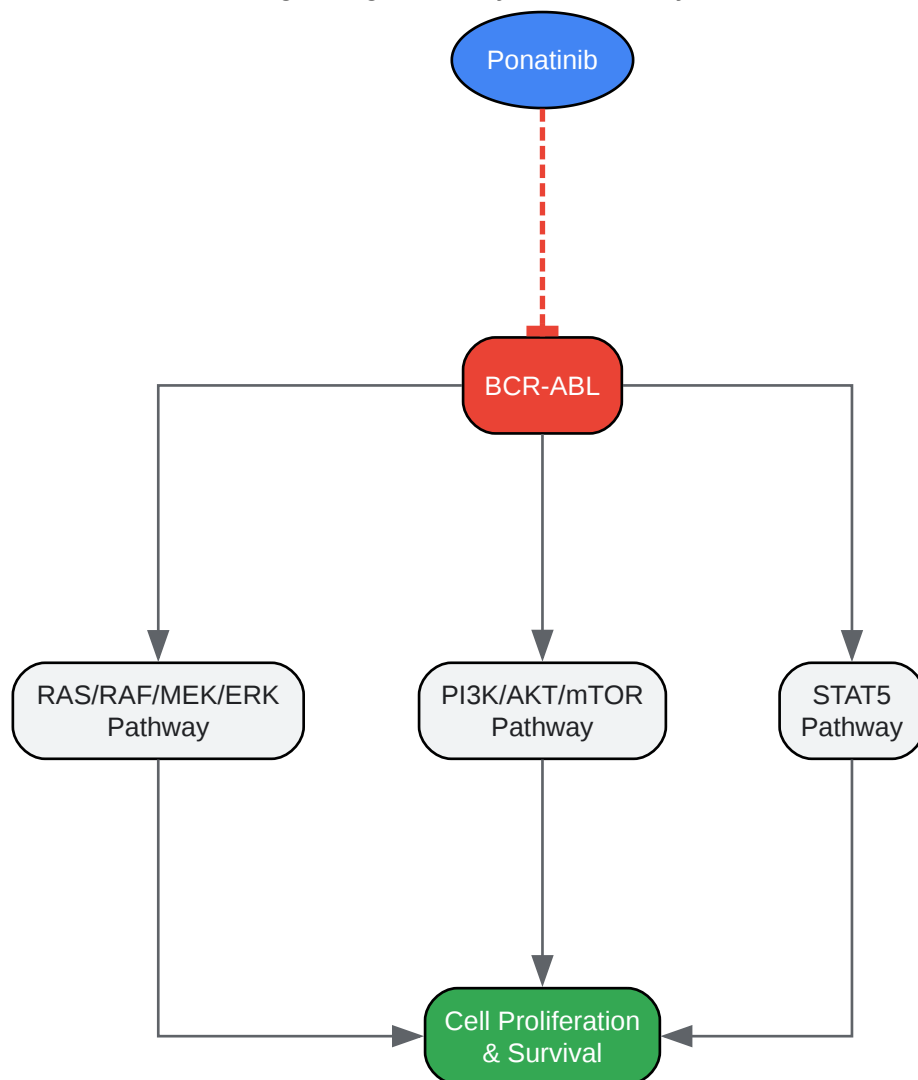 Ponatinib
BCR-ABL
RAS/RAF/MEK/ERK
Pathway
PI3K/AKT/mTOR
Pathway
STAT5
Pathway
Cell Proliferation
& Survival